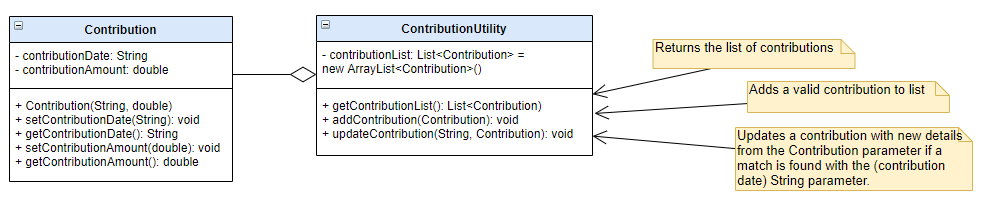 Contribution
- contributionDate: String
- contributionAmount: double
+ Contribution(String, double)
+ setContributionDate(String): void
+ getContributionDate(): String
+ setContributionAmount(double): void
+ getContributionAmount(): double
ContributionUtility
- contributionList: List<Contribution> =
new ArrayList<Contribution>()
+ getContributionList(): List<Contribution)
+ addContribution(Contribution): void
+ updateContribution(String, Contribution): void
Returns the list of contributions
Adds a valid contribution to list
Updates a contribution with new details
from the Contribution parameter if a
match is found with the (contribution
date) String parameter.